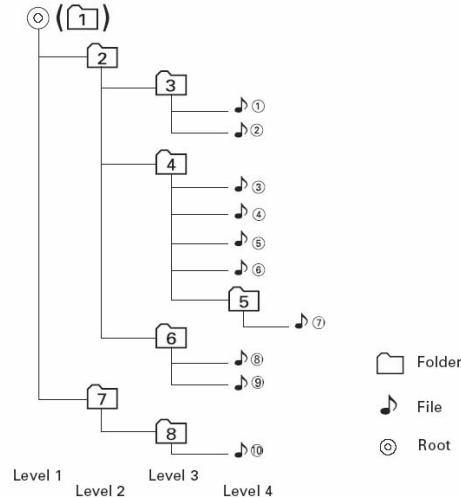 (1)
2
3
①
②
4
③
④
⑤
⑥
5
⑦
6
⑧
⑨
7
8
⑩
Folder
File
Root
Level 1
Level 2
Level 3
Level 4